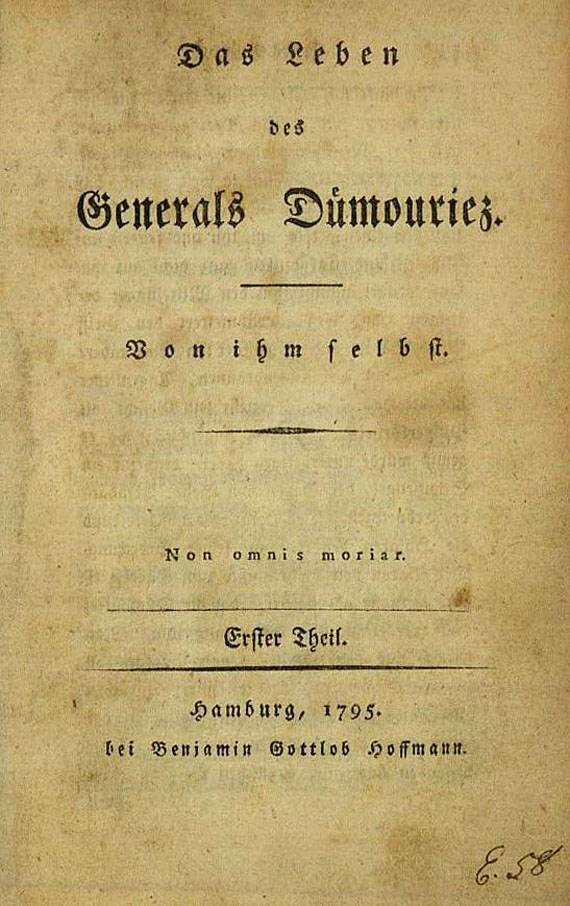 Das Leben
des
Generals Dümouriez.
Von ihm selbst.
Non omnis moriar.
Erster Theil.
Hamburg, 1795.
bei Benjamin Gottlob Hoffmann.
E. 58